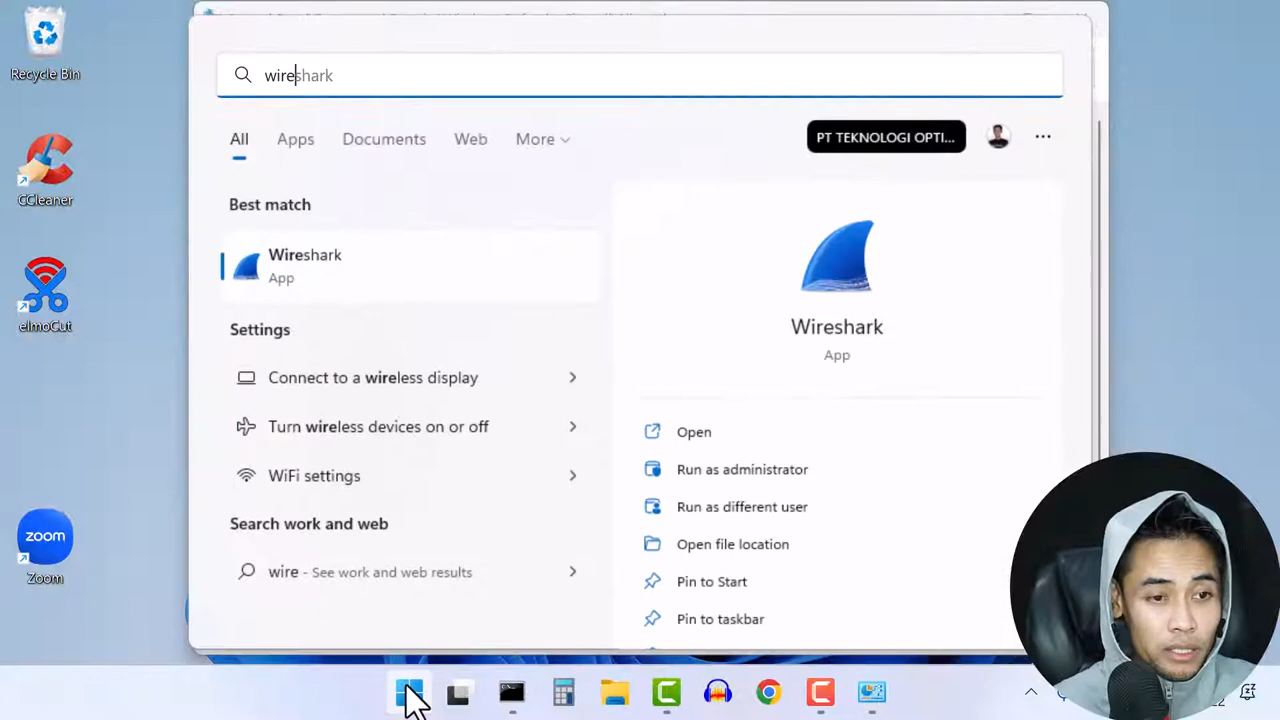 Recycle Bin
CCleaner
elmoCut
zoom
Zoom
wireshark
All Apps Documents Web More
PT TEKNOLOGI OPTI...
Best match
Wireshark
App
Settings
Connect to a wireless display
Turn wireless devices on or off
WiFi settings
Search work and web
wire - See work and web results
Wireshark
App
Open
Run as administrator
Run as different user
Open file location
Pin to Start
Pin to taskbar